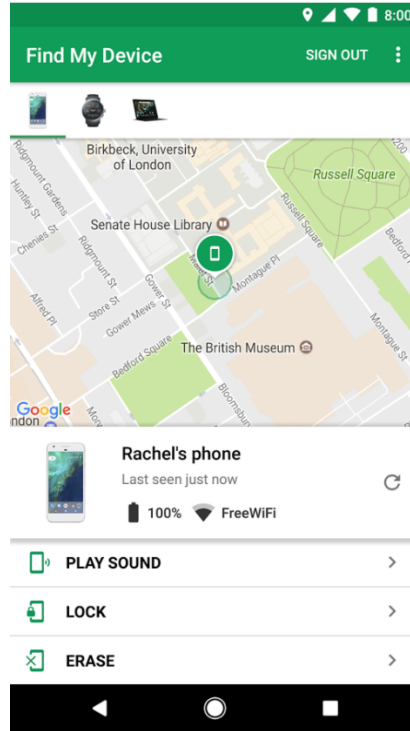 8:00
Find My Device
SIGN OUT
Birkbeck, University
of London
Russell Square
Ridgmount Gardens
Huntley St
Chenies St
Ridgmount St
Senate House Library
Russell Square
Bedford
Malet St
Montague Pl
Alfred Pl
Store St
Gower St
Gower Mews
Bedford Square
The British Museum
Montague St
Bloomsbury
Google
ndon
Rachel's phone
Last seen just now
100% FreeWiFi
PLAY SOUND
LOCK
ERASE